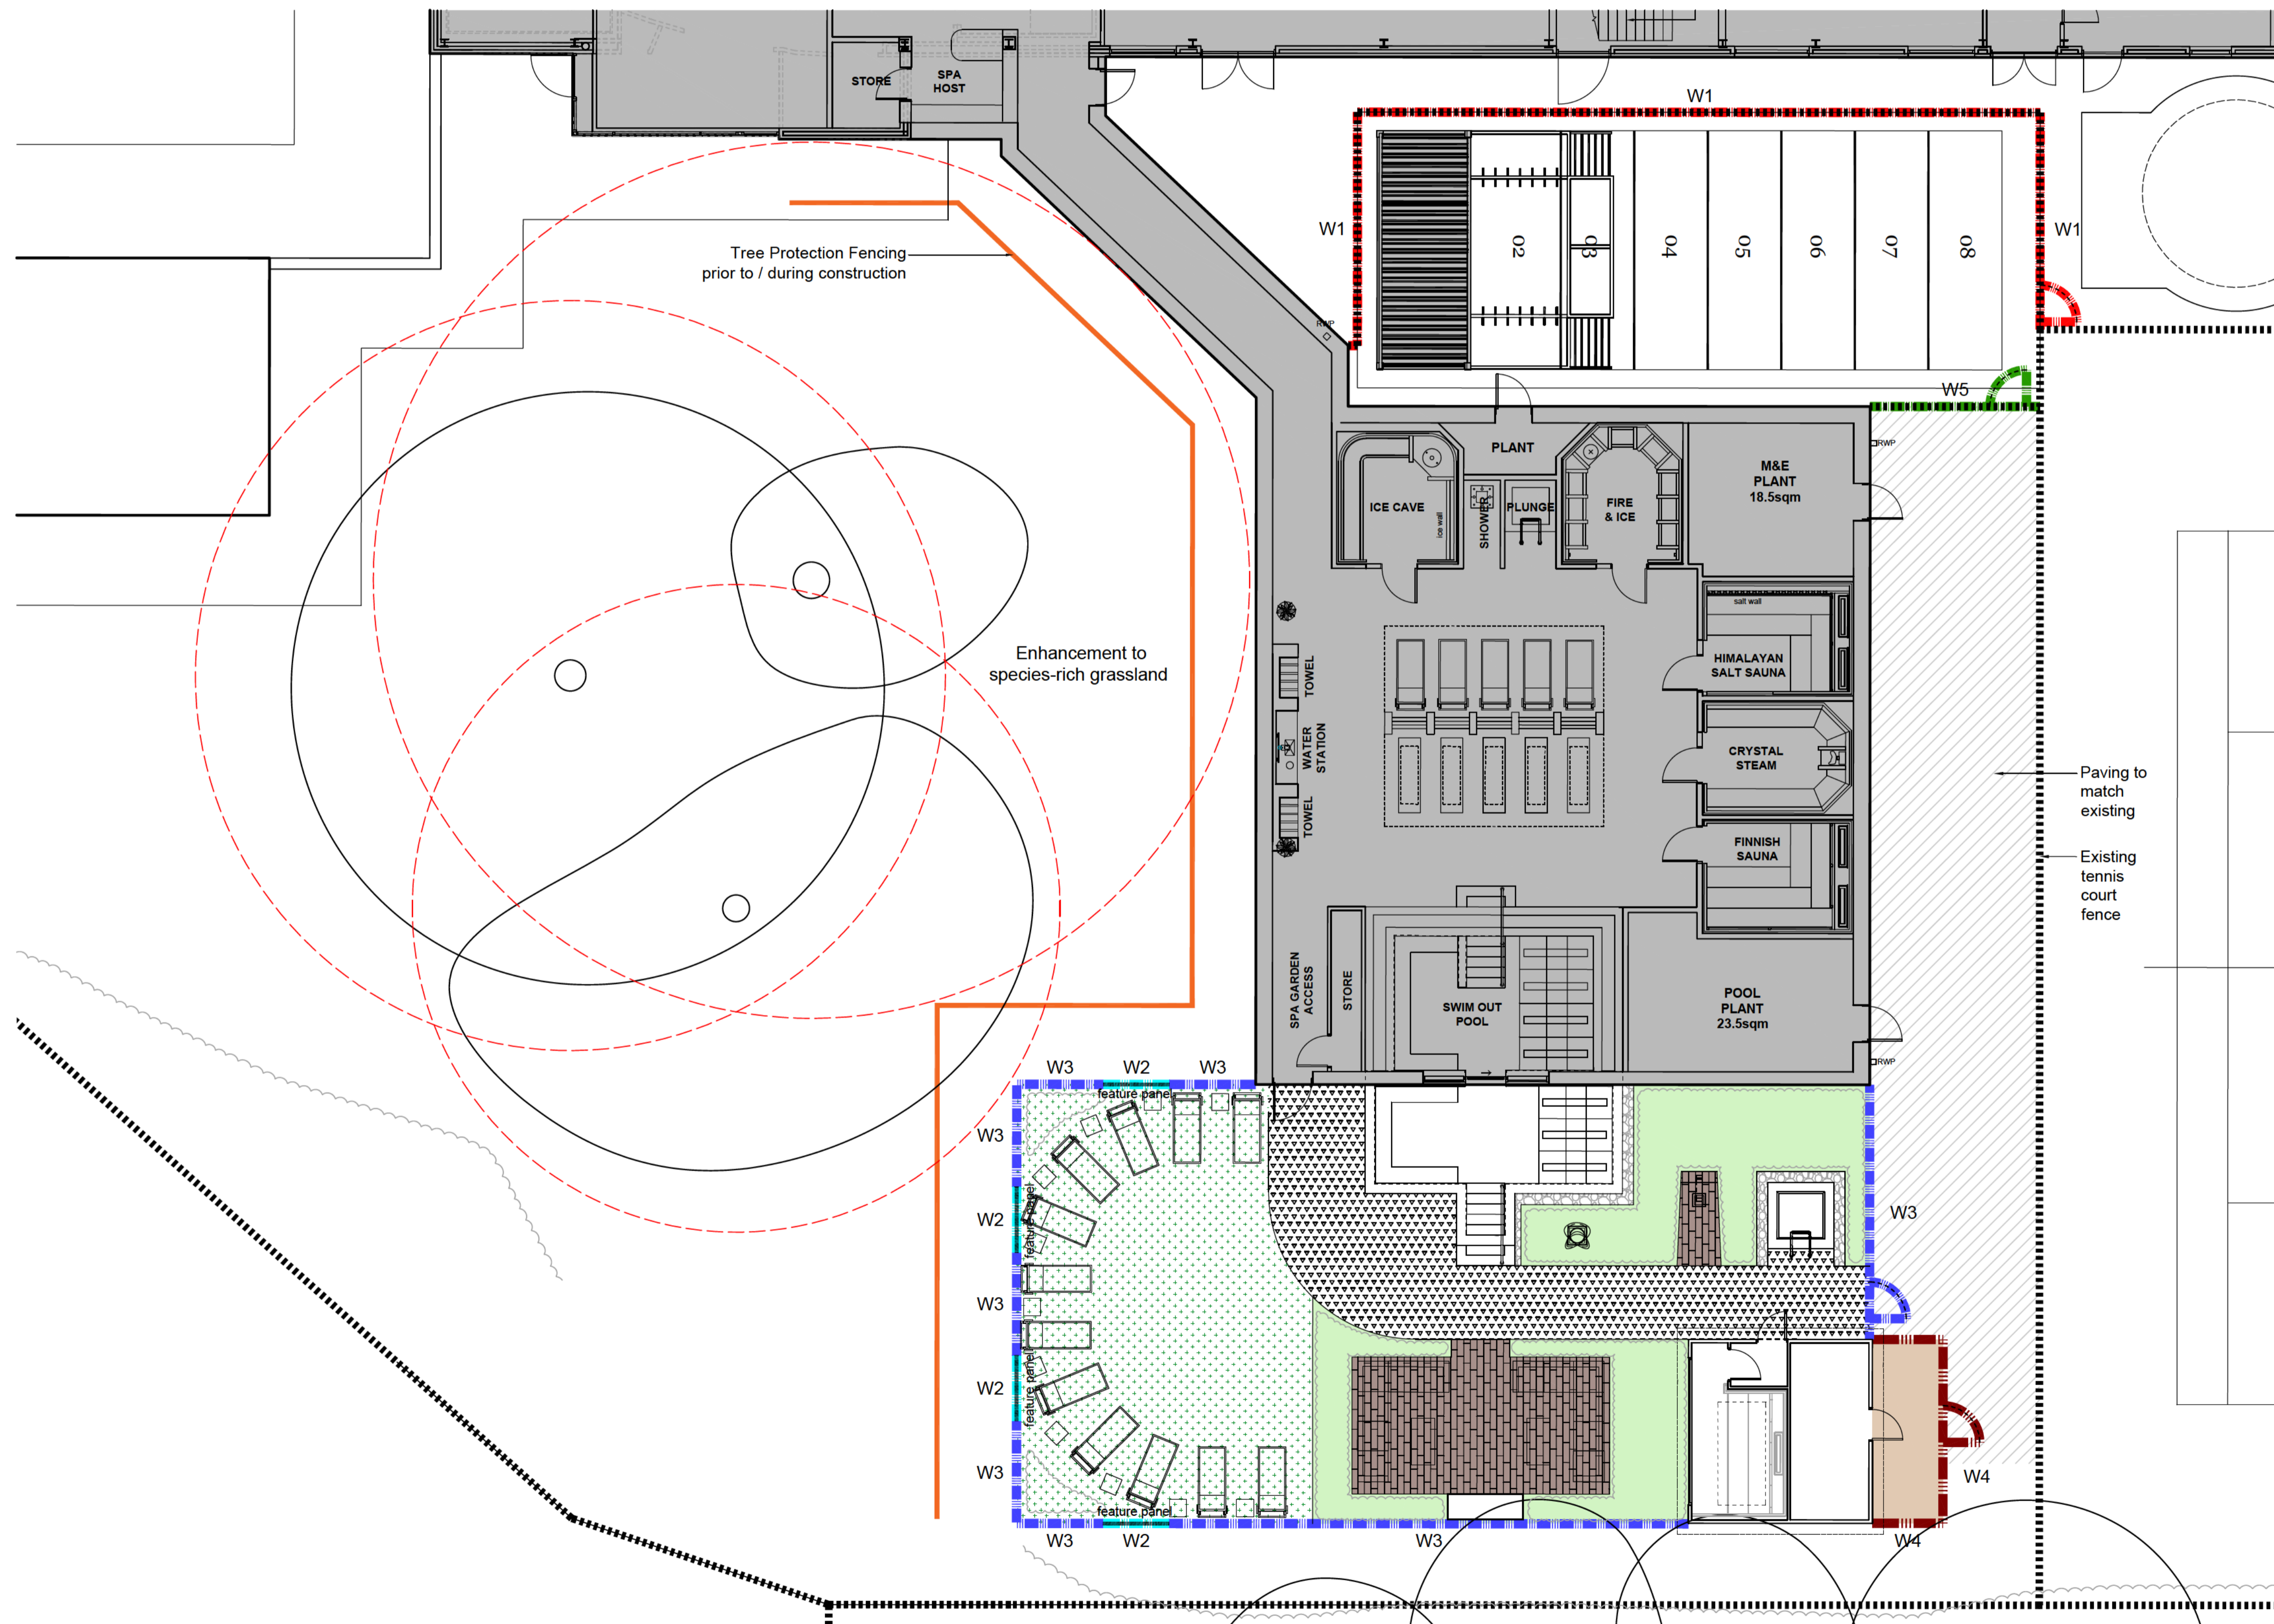 STORE
SPA
HOST
W1
W1
W1
Tree Protection Fencing
prior to / during construction
02
03
04
05
06
07
08
RWP
W5
RWP
PLANT
M&E
PLANT
18.5sqm
ICE CAVE
ice wall
SHOWER
PLUNGE
FIRE
& ICE
salt wall
HIMALAYAN
SALT SAUNA
Enhancement to
species-rich grassland
TOWEL
WATER
STATION
TOWEL
CRYSTAL
STEAM
FINNISH
SAUNA
Paving to
match
existing
Existing
tennis
court
fence
SPA GARDEN
ACCESS
STORE
SWIM OUT
POOL
POOL
PLANT
23.5sqm
RWP
W3
W2
W3
feature panel
W3
feature panel
W2
W3
W3
feature panel
W2
W3
feature panel
W3
W2
W3
W4
W4